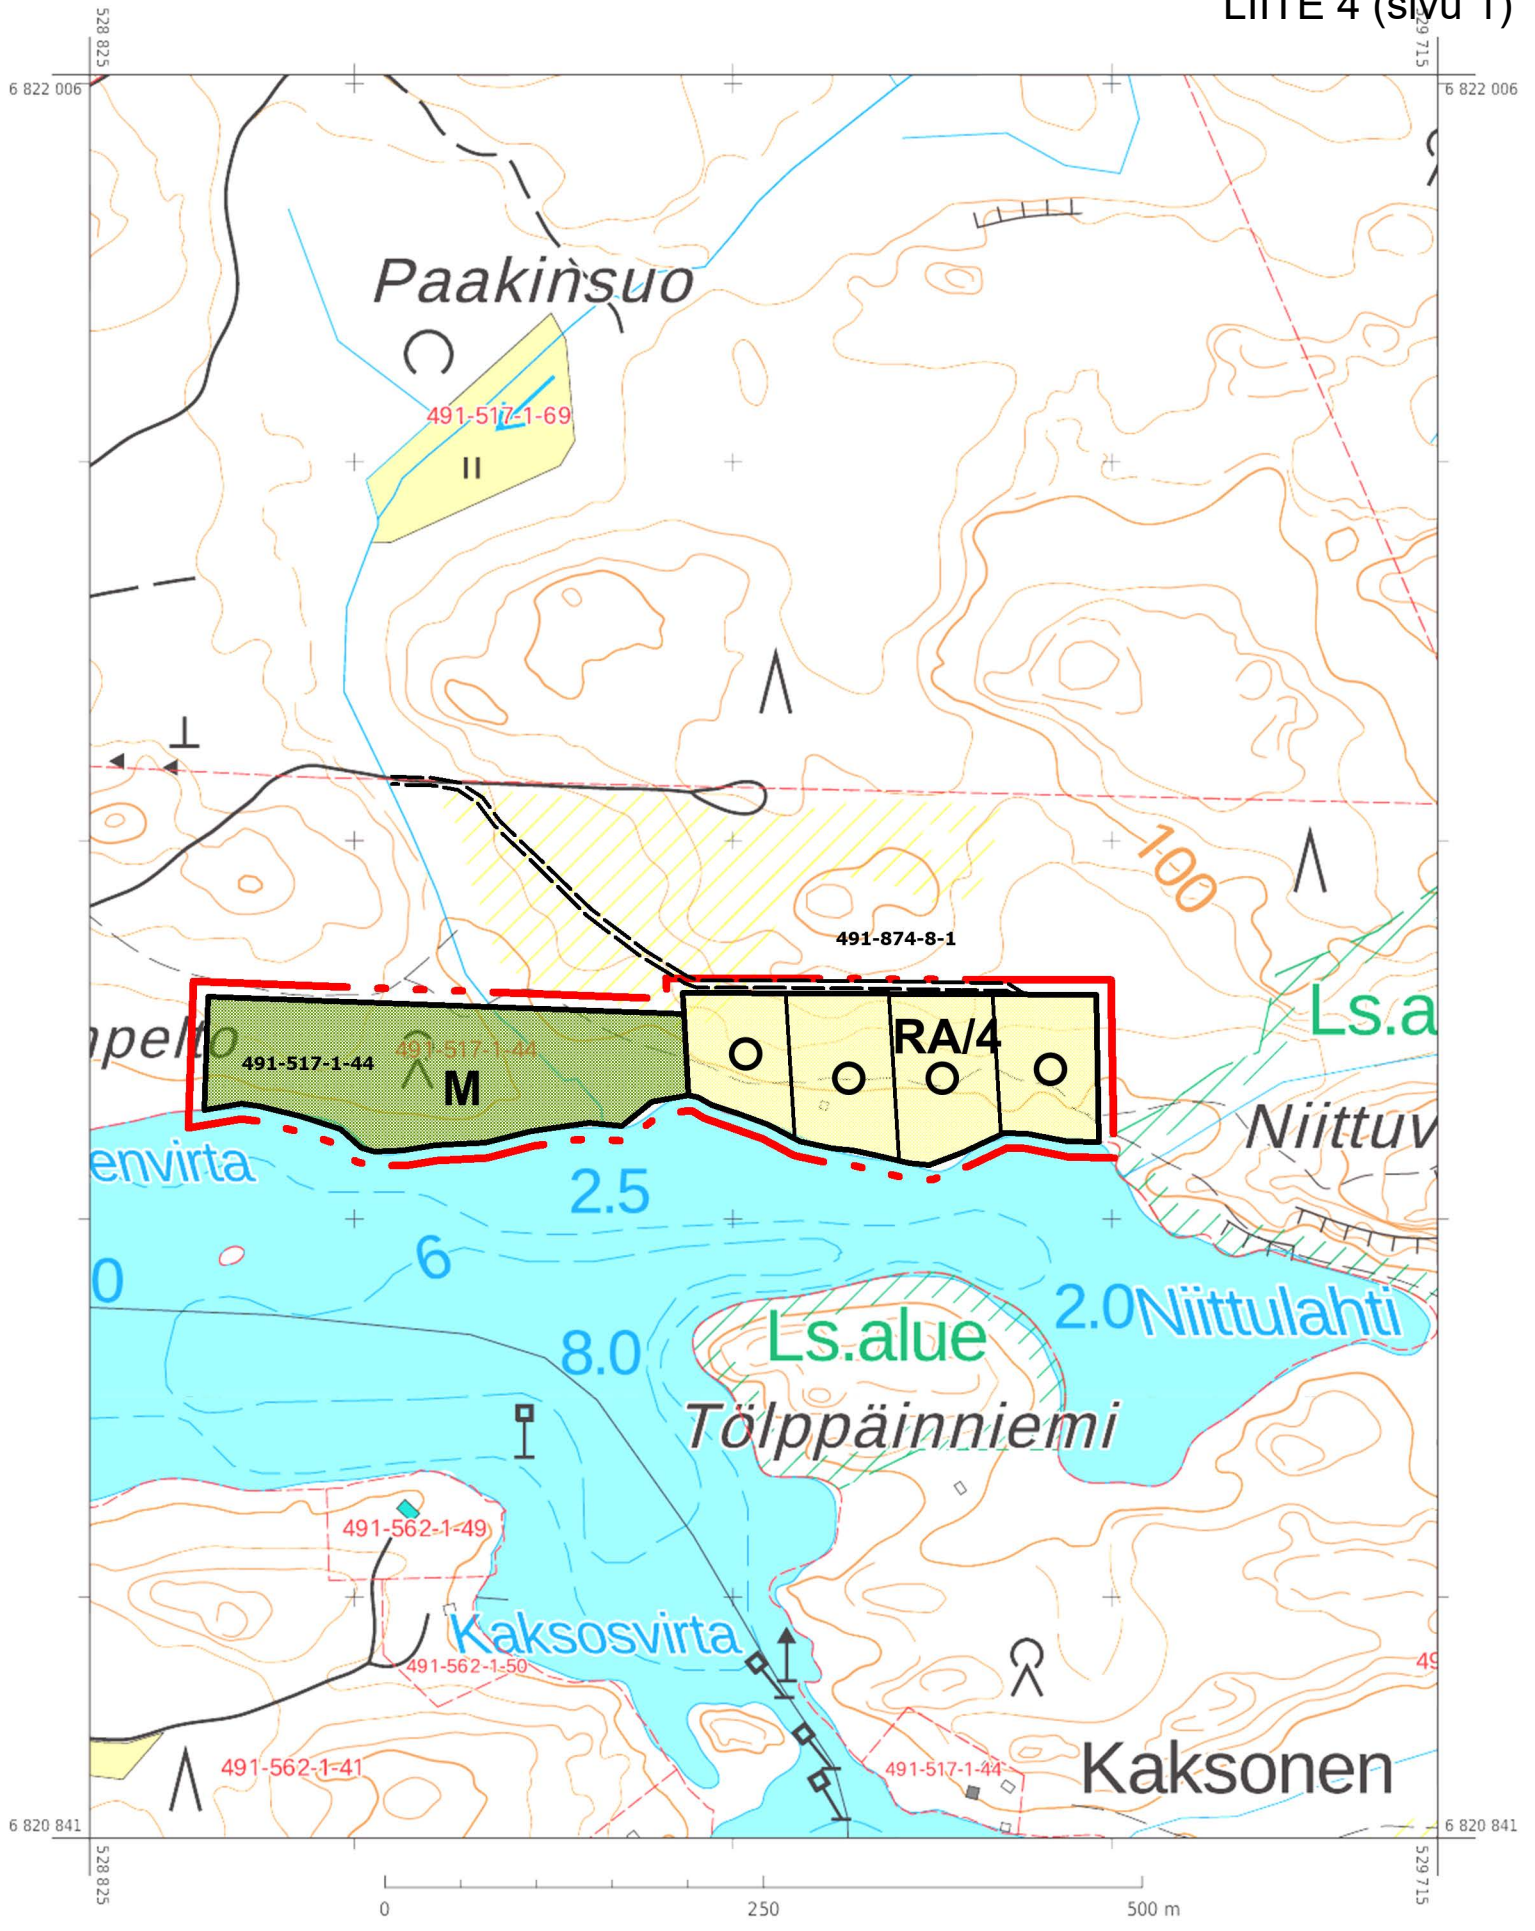 LIITE 4 (sivu 1)
528 825
529 715
6 822 006
6 822 006
Paakinsuo
491-517-1-69
100
491-874-8-1
Ls.a
npelto
491-517-1-44
491-517-1-44
M
RA/4
Niittuv
envirta
2.5
6
0
2.0
Niittulahti
8.0
Ls.alue
Tölppäinniemi
491-562-1-49
Kaksosvirta
491-562-1-50
49
491-562-1-41
491-517-1-44
Kaksonen
6 820 841
6 820 841
528 825
529 715
0 250 500 m